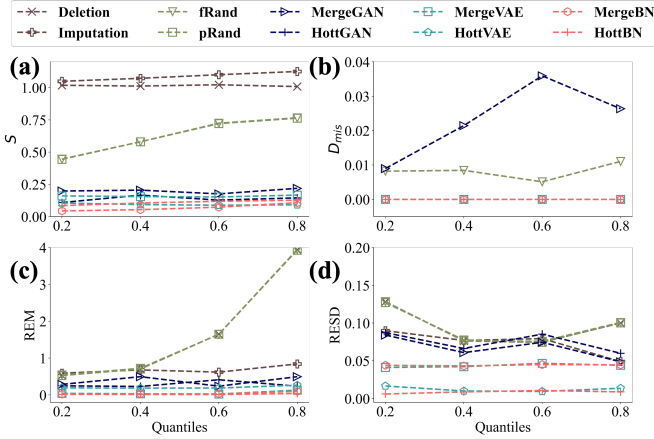 Deletion fRand MergeGAN MergeVAE MergeBN
Imputation pRand HottGAN HottVAE HottBN
(a) (b)
S
1.00
0.75
0.50
0.25
0.00
0.2 0.4 0.6 0.8
D_mis
0.04
0.03
0.02
0.01
0.00
0.2 0.4 0.6 0.8
(c) (d)
REM
4
3
2
1
0
0.2 0.4 0.6 0.8
Quantiles
RESD
0.20
0.15
0.10
0.05
0.00
0.2 0.4 0.6 0.8
Quantiles